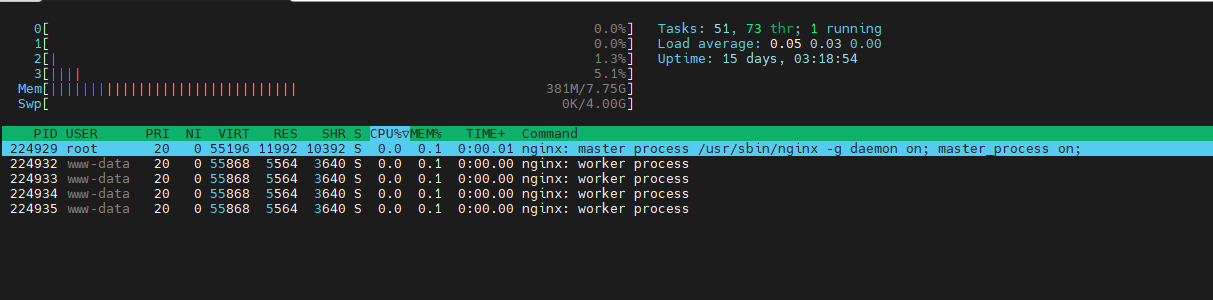 0[ 0.0%] Tasks: 51, 73 thr; 1 running
1[ 0.0%] Load average: 0.05 0.03 0.00
2[| 1.3%] Uptime: 15 days, 03:18:54
3[|||| 5.1%]
Mem[||||||||||||||||||||||||||||||| 381M/7.75G]
Swp[ 0K/4.00G]
PID USER PRI NI VIRT RES SHR S CPU%▽MEM% TIME+ Command
224929 root 20 0 55196 11992 10392 S 0.0 0.1 0:00.01 nginx: master process /usr/sbin/nginx -g daemon on; master_process on;
224932 www-data 20 0 55868 5564 3640 S 0.0 0.1 0:00.00 nginx: worker process
224933 www-data 20 0 55868 5564 3640 S 0.0 0.1 0:00.00 nginx: worker process
224934 www-data 20 0 55868 5564 3640 S 0.0 0.1 0:00.00 nginx: worker process
224935 www-data 20 0 55868 5564 3640 S 0.0 0.1 0:00.00 nginx: worker process